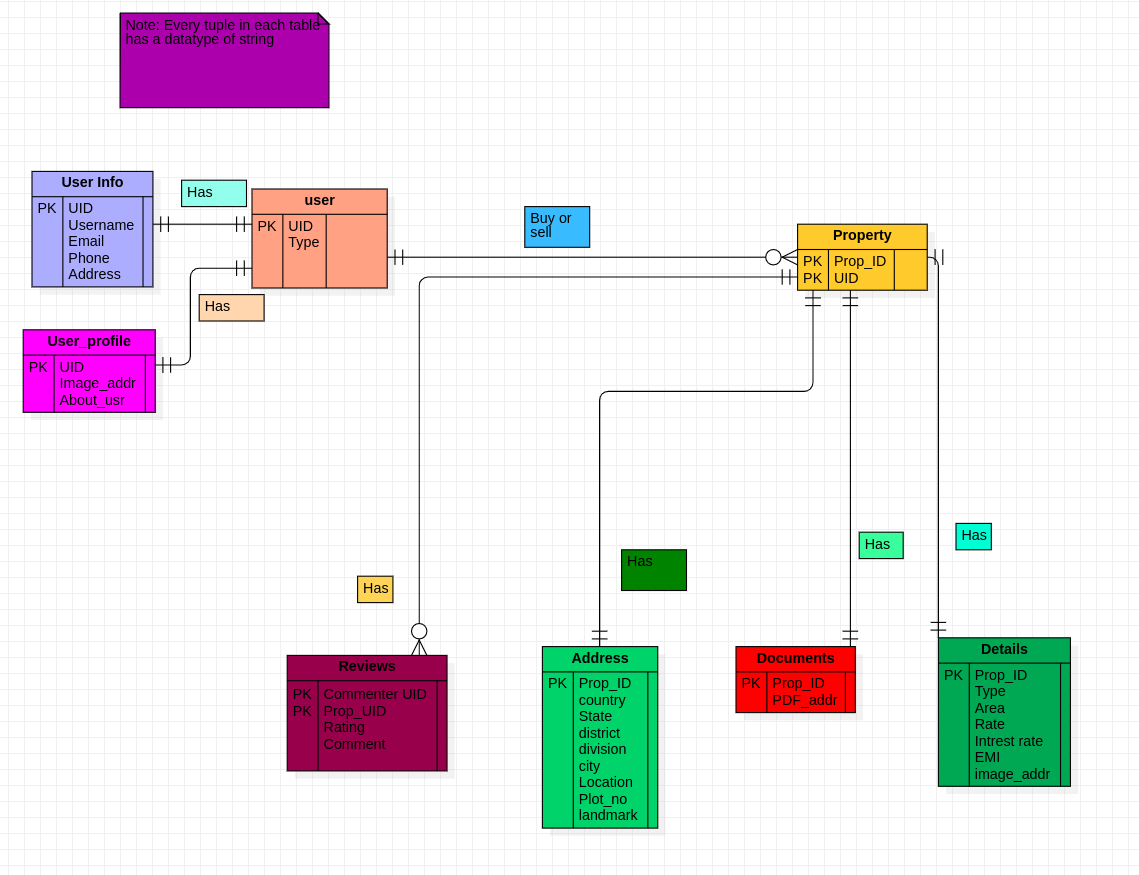 Note: Every tuple in each table
has a datatype of string
User Info
PK UID
Username
Email
Phone
Address
Has
user
PK UID
Type
Buy or
sell
Property
PK Prop_ID
PK UID
Has
User_profile
PK UID
Image_addr
About_usr
Has
Has
Has
Has
Reviews
PK Commenter UID
PK Prop_UID
Rating
Comment
Address
PK Prop_ID
country
State
district
division
city
Location
Plot_no
landmark
Documents
PK Prop_ID
PDF_addr
Details
PK Prop_ID
Type
Area
Rate
Intrest rate
EMI
image_addr